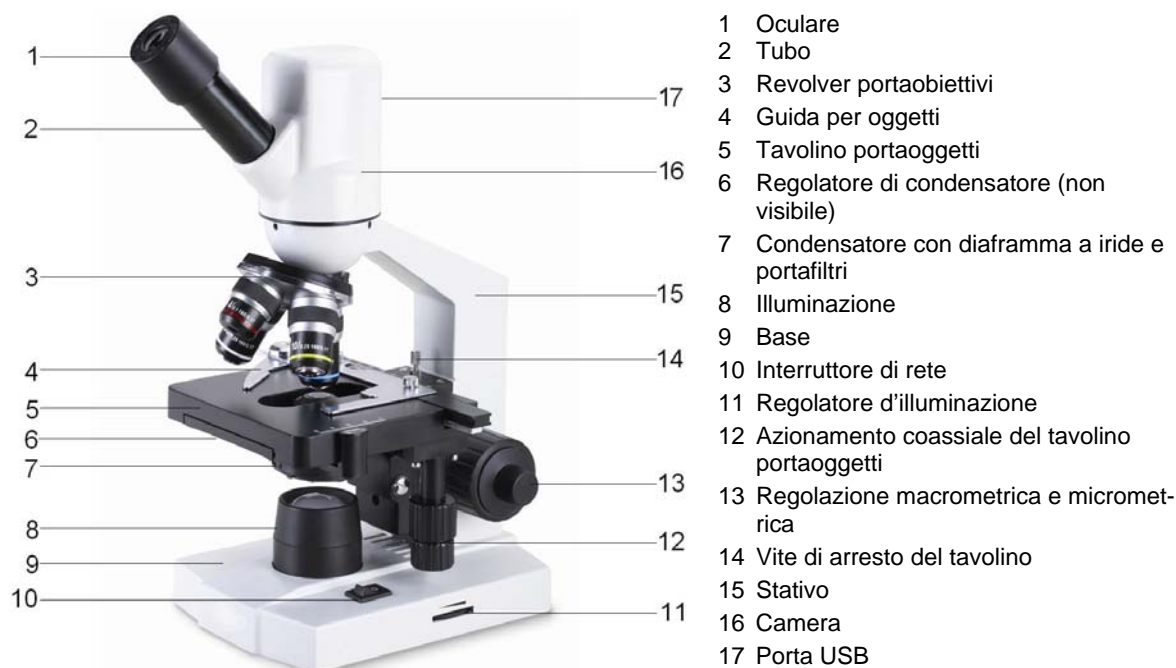 1
2
3
4
5
6
7
8
9
10
17
16
15
14
13
12
11
1 Oculare
2 Tubo
3 Revolver portaobiettivi
4 Guida per oggetti
5 Tavolino portaoggetti
6 Regolatore di condensatore (non
visibile)
7 Condensatore con diaframma a iride e
portafiltri
8 Illuminazione
9 Base
10 Interruttore di rete
11 Regolatore d’illuminazione
12 Azionamento coassiale del tavolino
portaoggetti
13 Regolazione macrometrica e micromet-
rica
14 Vite di arresto del tavolino
15 Stativo
16 Camera
17 Porta USB